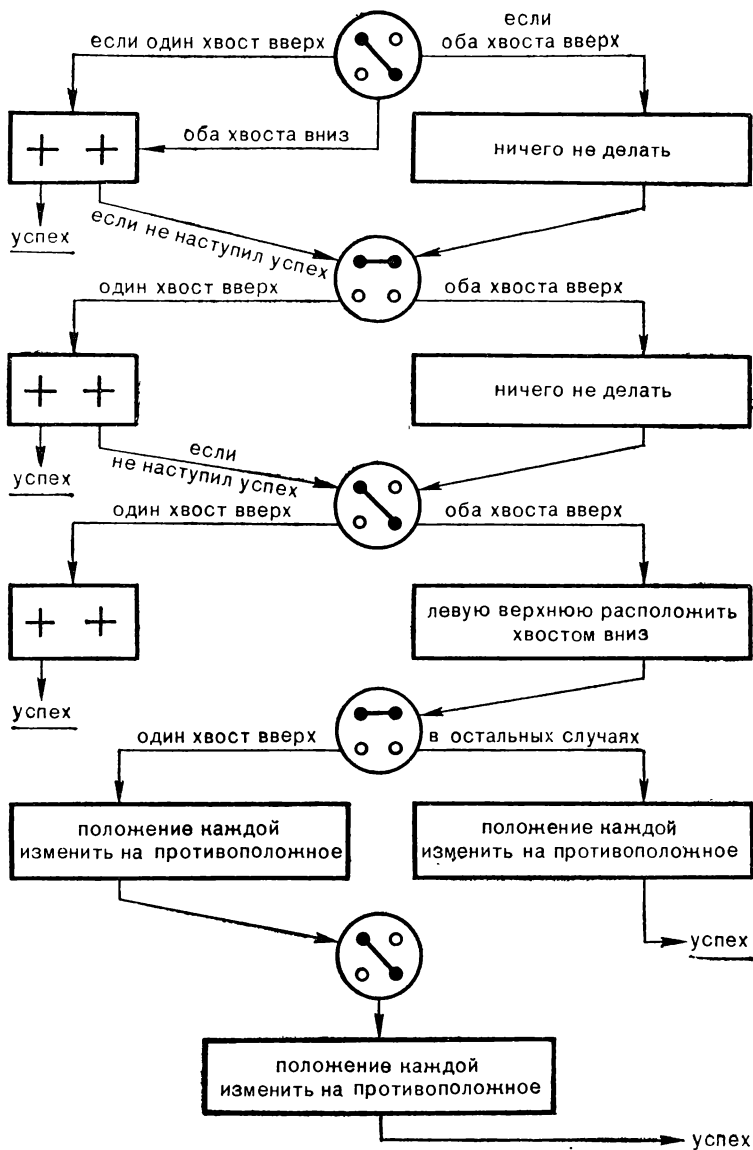 если один хвост вверх
если
оба хвоста вверх
оба хвоста вниз
ничего не делать
успех
если не наступил успех
один хвост вверх
оба хвоста вверх
ничего не делать
успех
если
не наступил успех
один хвост вверх
оба хвоста вверх
левую верхнюю расположить
хвостом вниз
успех
один хвост вверх
в остальных случаях
положение каждой
изменить на противоположное
положение каждой
изменить на противоположное
успех
положение каждой
изменить на противоположное
успех